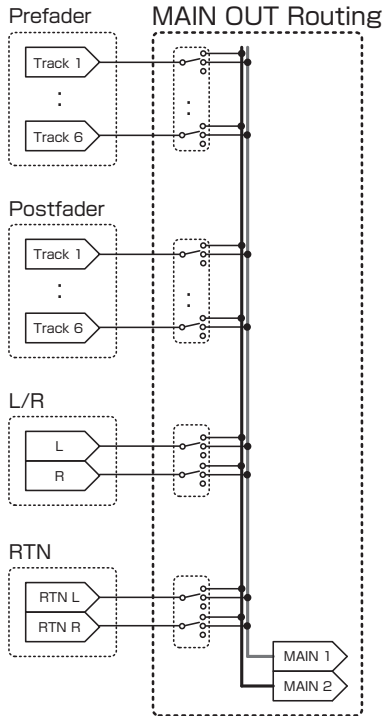 Prefader
MAIN OUT Routing
Track 1
:
:
Track 6
Postfader
Track 1
:
:
Track 6
L/R
L
R
RTN
RTN L
RTN R
MAIN 1
MAIN 2